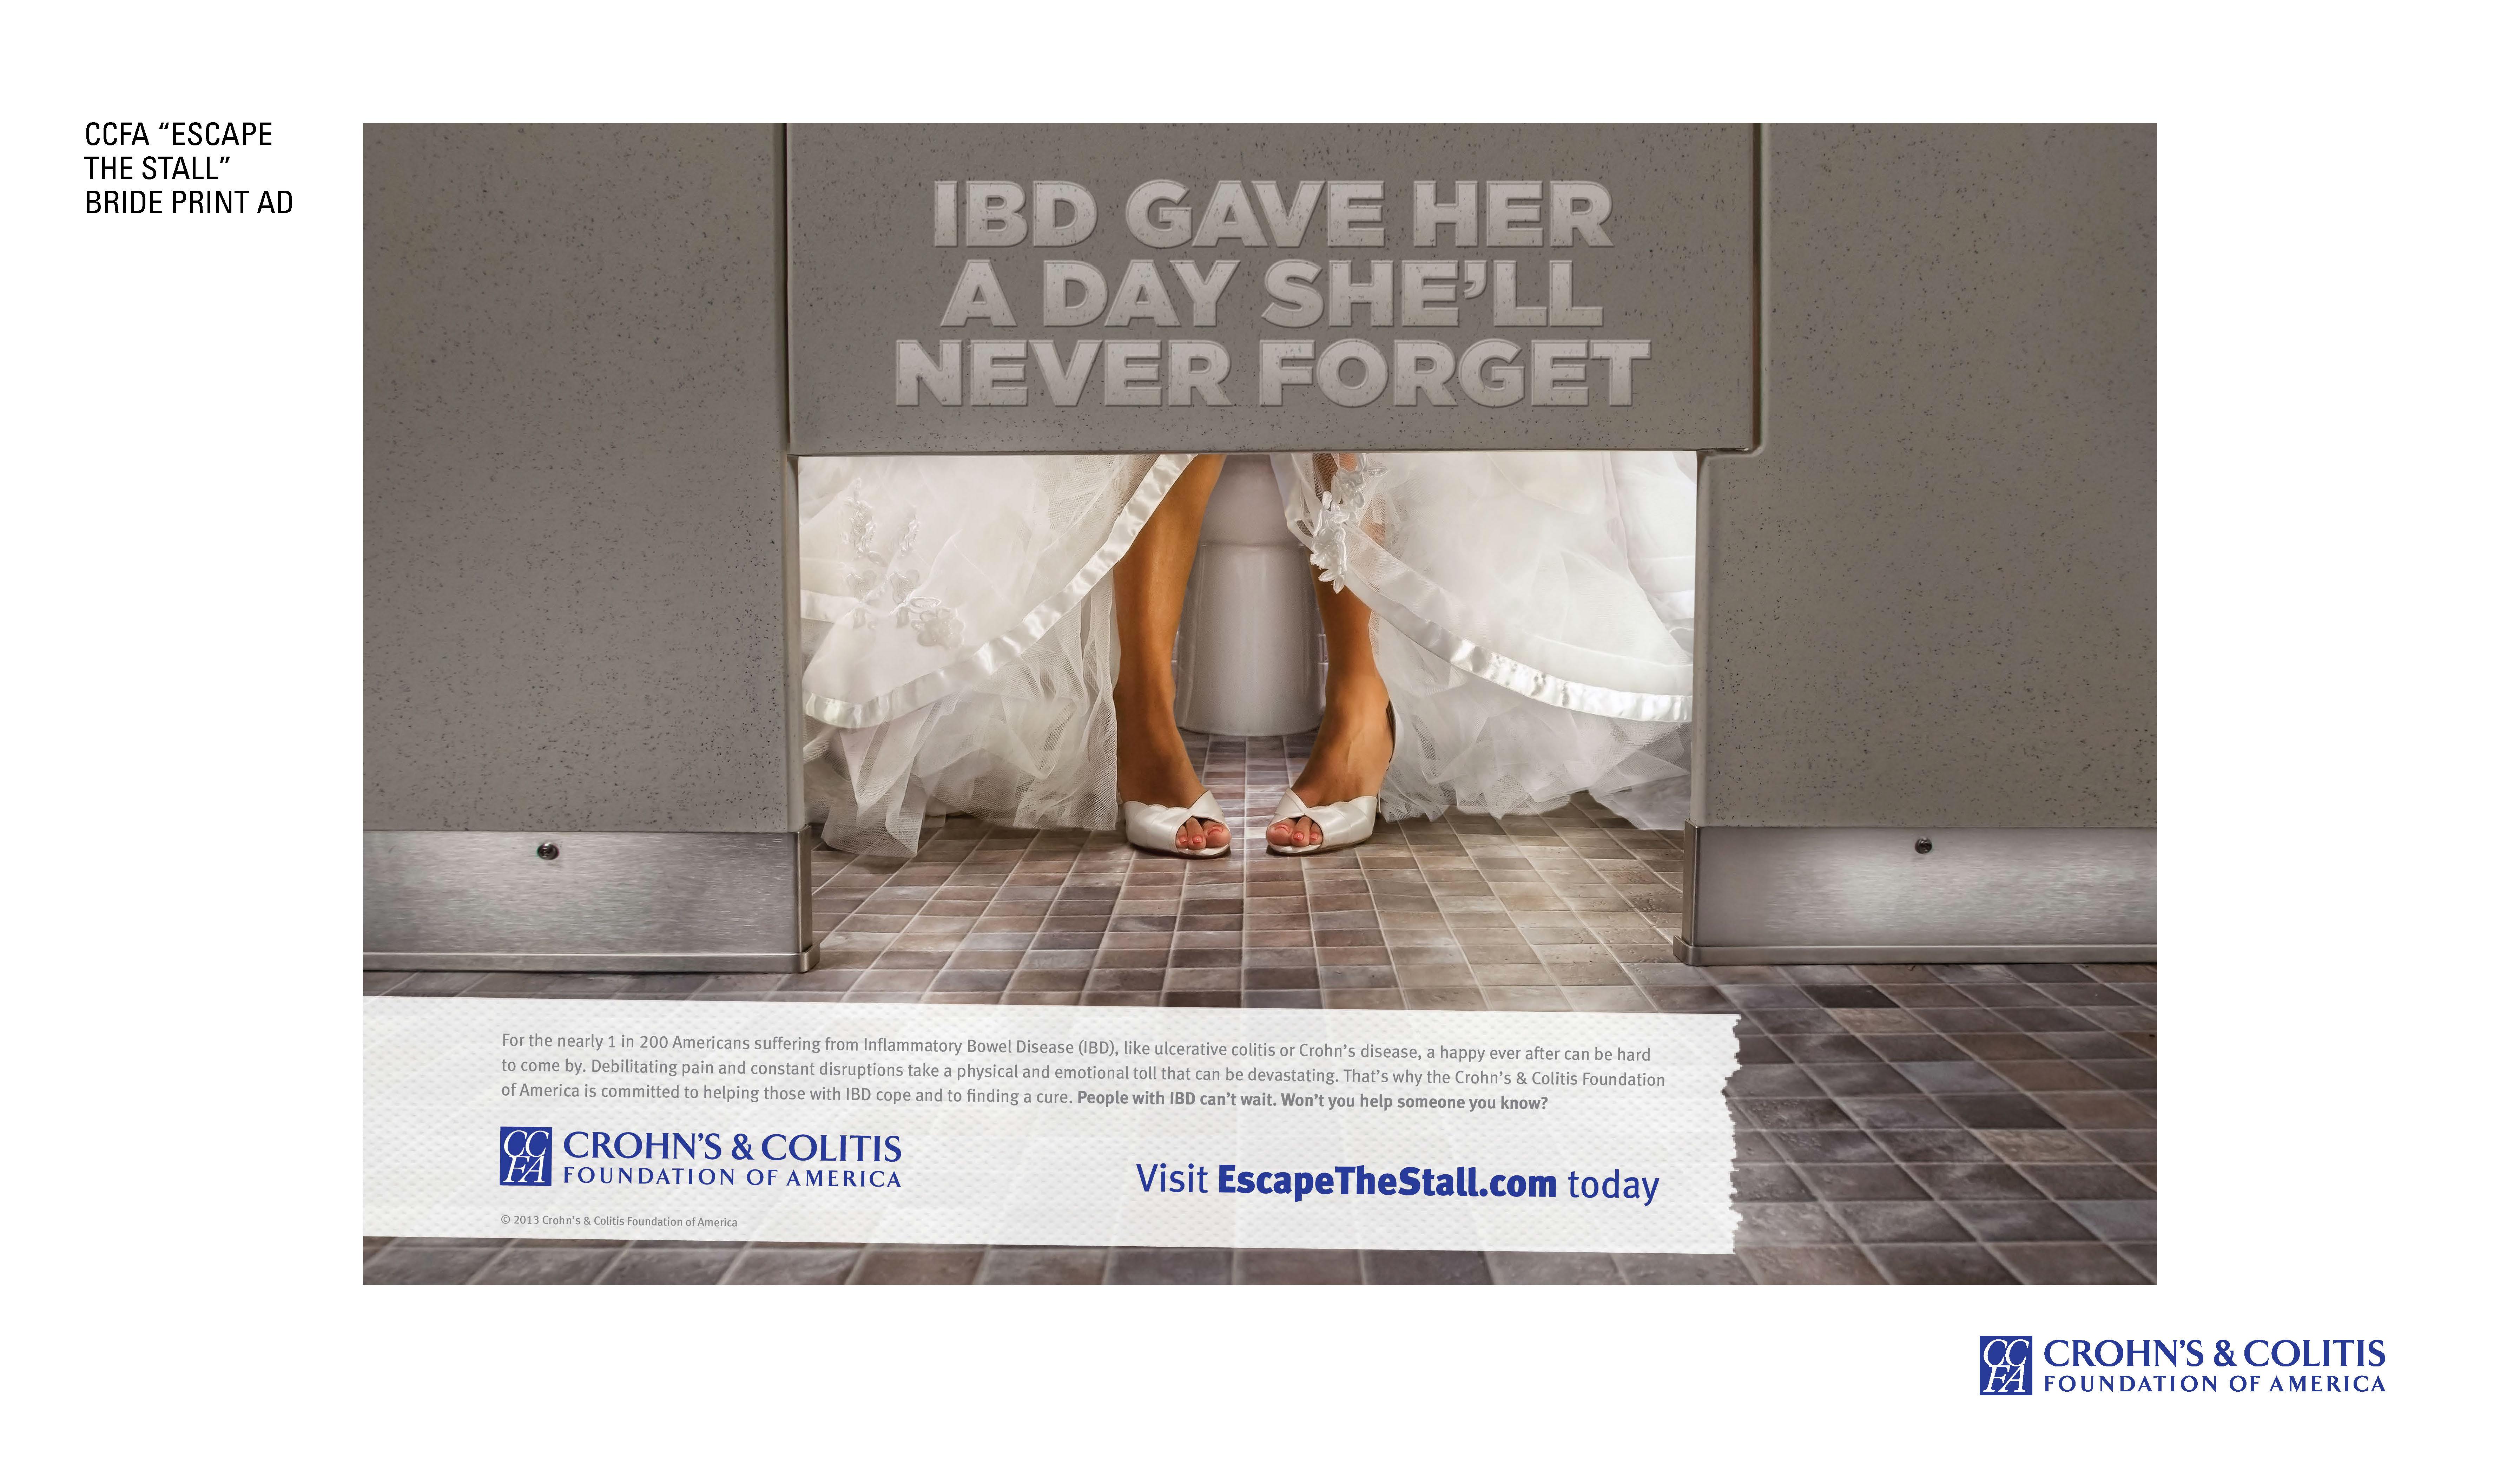 CCFA “ESCAPE
THE STALL”
BRIDE PRINT AD
IBD GAVE HER
A DAY SHE’LL
NEVER FORGET
For the nearly 1 in 200 Americans suffering from Inflammatory Bowel Disease (IBD), like ulcerative colitis or Crohn’s disease, a happy ever after can be hard
to come by. Debilitating pain and constant disruptions take a physical and emotional toll that can be devastating. That’s why the Crohn’s & Colitis Foundation
of America is committed to helping those with IBD cope and to finding a cure. People with IBD can’t wait. Won’t you help someone you know?
CC
FA
CROHN’S & COLITIS
FOUNDATION OF AMERICA
Visit EscapeTheStall.com today
© 2013 Crohn’s & Colitis Foundation of America
CC
FA
CROHN’S & COLITIS
FOUNDATION OF AMERICA